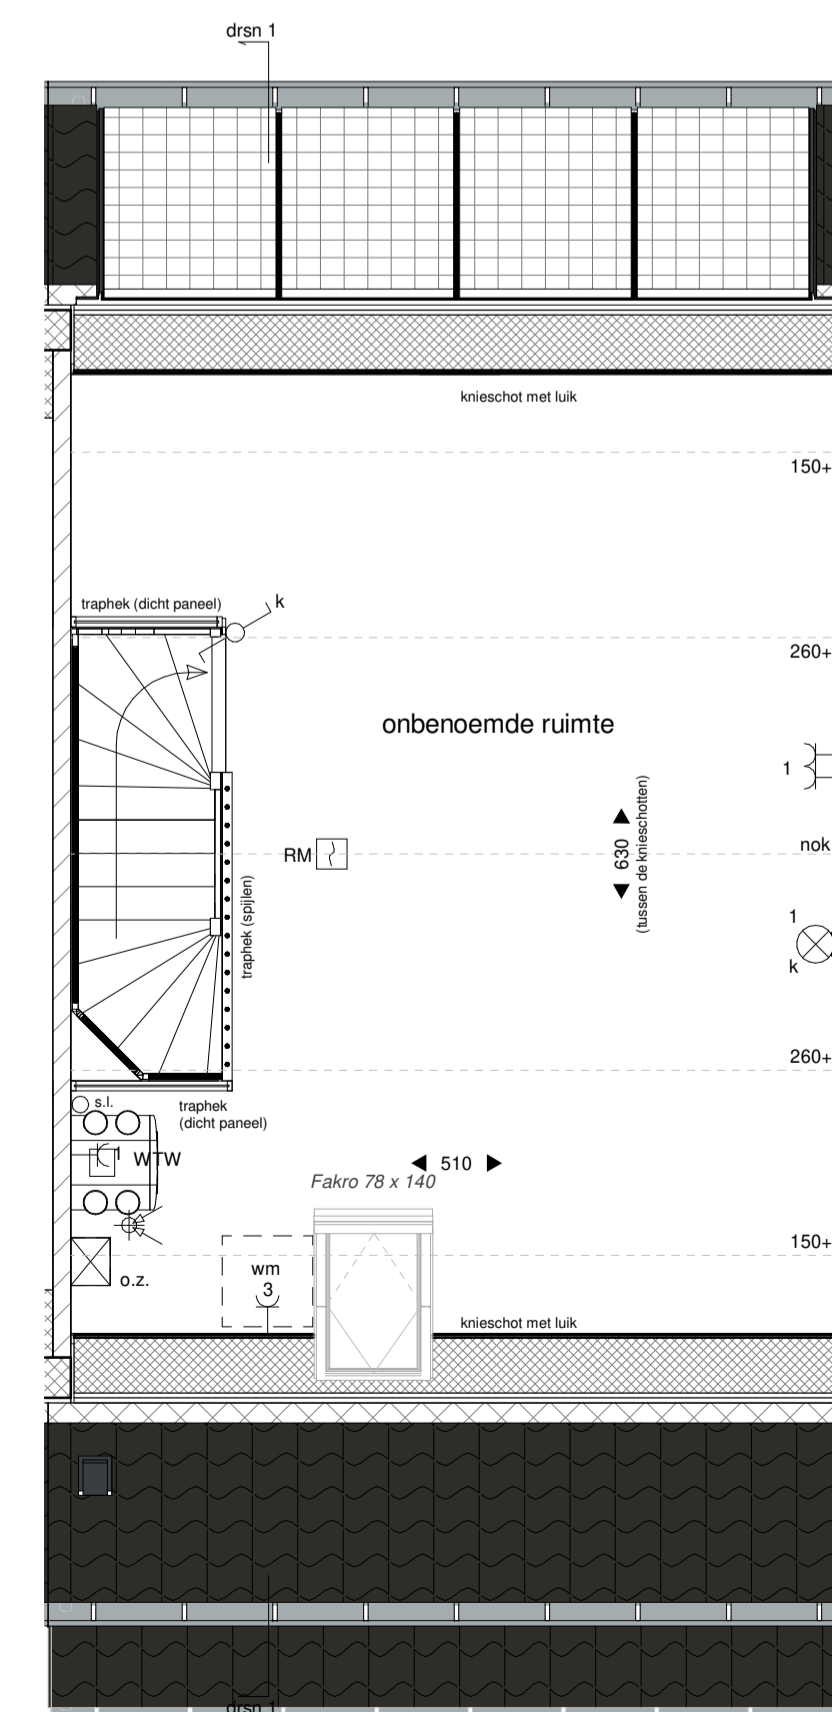 drsn 1
knieschot met luik
150+
traphek (dicht paneel)
k
260+
onbenoemde ruimte
1
630
(tussen de knieschotten)
RM
nok
traphek (spijlen)
1
k
260+
s.l.
traphek
(dicht paneel)
1
WTW
510
Fakro 78 x 140
150+
o.z.
wm
3
knieschot met luik
drsn 1